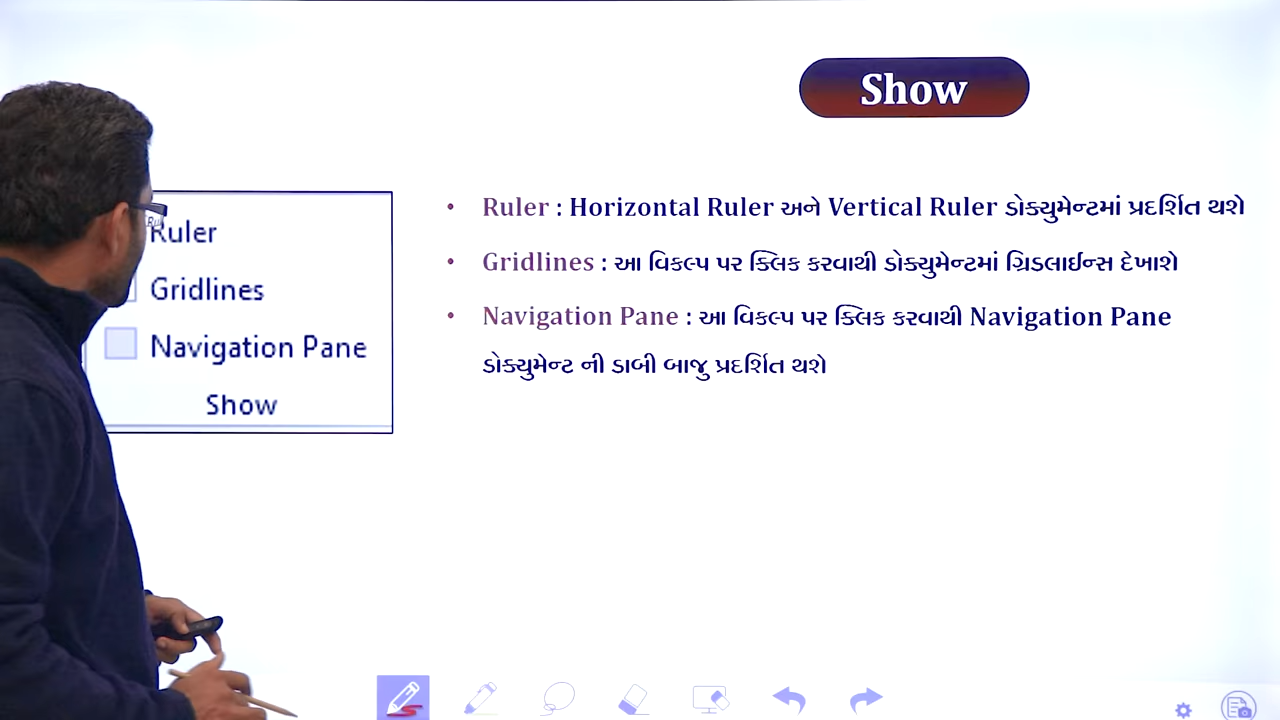 Show
Ruler
Gridlines
Navigation Pane
Show
• Ruler : Horizontal Ruler અને Vertical Ruler ડોક્યુમેન્ટમાં પ્રદર્શિત થશે
• Gridlines : આ વિકલ્પ પર ક્લિક કરવાથી ડોક્યુમેન્ટમાં ગ્રિડલાઈન્સ દેખાશે
• Navigation Pane : આ વિકલ્પ પર ક્લિક કરવાથી Navigation Pane
ડોક્યુમેન્ટ ની ડાબી બાજુ પ્રદર્શિત થશે